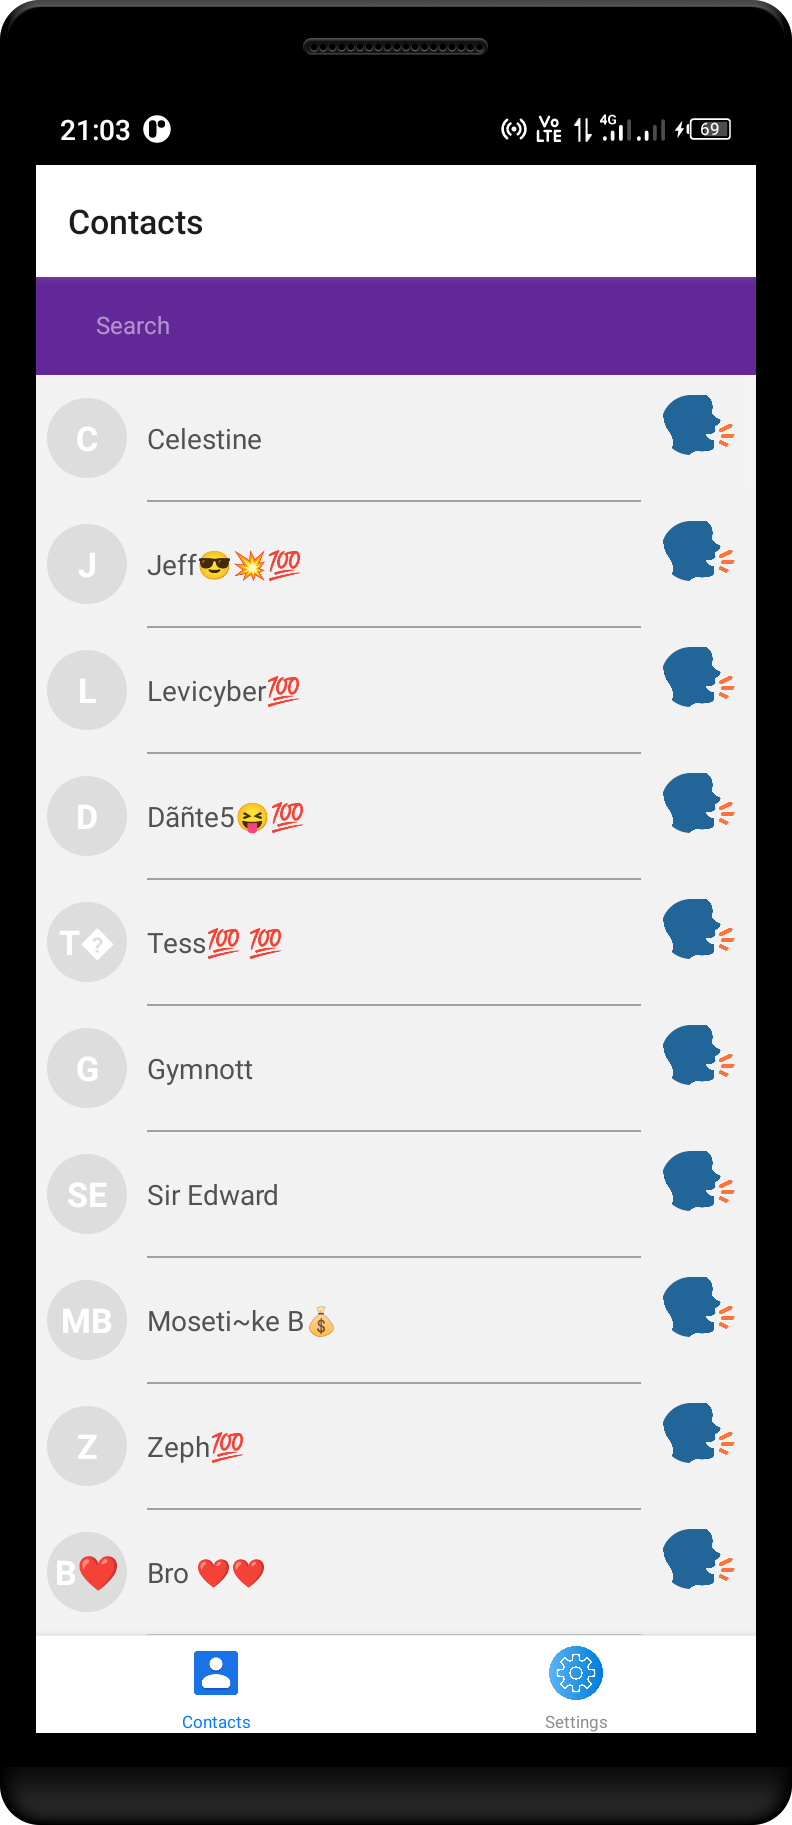 21:03 Vo LTE 4G 69
Contacts
Search
C Celestine
J Jeff😎💥💯
L Levicyber💯
D Dãñte5😝💯
T� Tess💯 💯
G Gymnott
SE Sir Edward
MB Moseti~ke B💰
Z Zeph💯
B❤️ Bro ❤️❤️
Contacts Settings